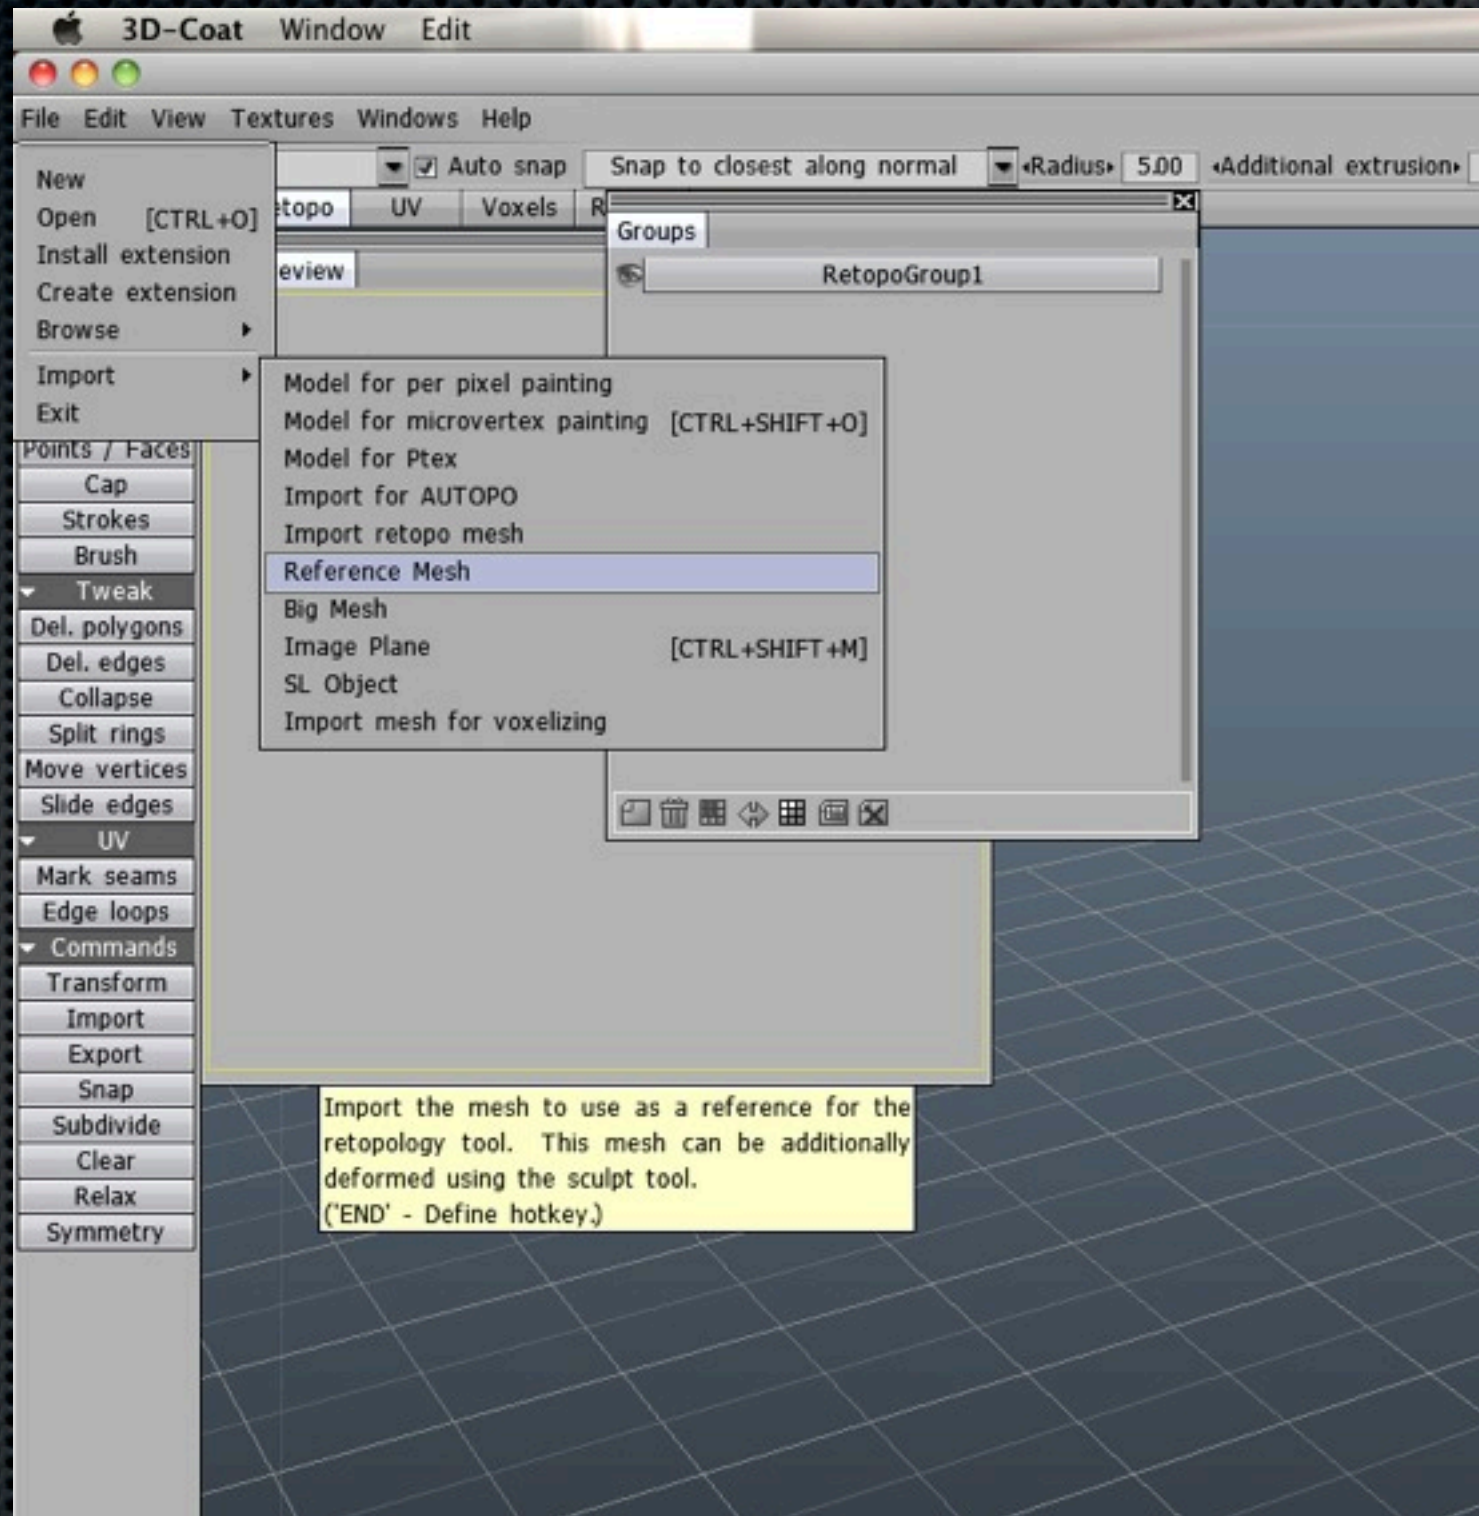 3D-Coat Window Edit
File Edit View Textures Windows Help
Auto snap Snap to closest along normal Radius 5.00 Additional extrusion
New
Open [CTRL+O]
Install extension
Create extension
Browse
Import
Exit
etopo UV Voxels R
eview
Groups
RetopoGroup1
Model for per pixel painting
Model for microvertex painting [CTRL+SHIFT+O]
Model for Ptex
Import for AUTOPO
Import retopo mesh
Reference Mesh
Big Mesh
Image Plane [CTRL+SHIFT+M]
SL Object
Import mesh for voxelizing
Points / Faces
Cap
Strokes
Brush
Tweak
Del. polygons
Del. edges
Collapse
Split rings
Move vertices
Slide edges
UV
Mark seams
Edge loops
Commands
Transform
Import
Export
Snap
Subdivide
Clear
Relax
Symmetry
Import the mesh to use as a reference for the
retopology tool. This mesh can be additionally
deformed using the sculpt tool.
('END' - Define hotkey.)